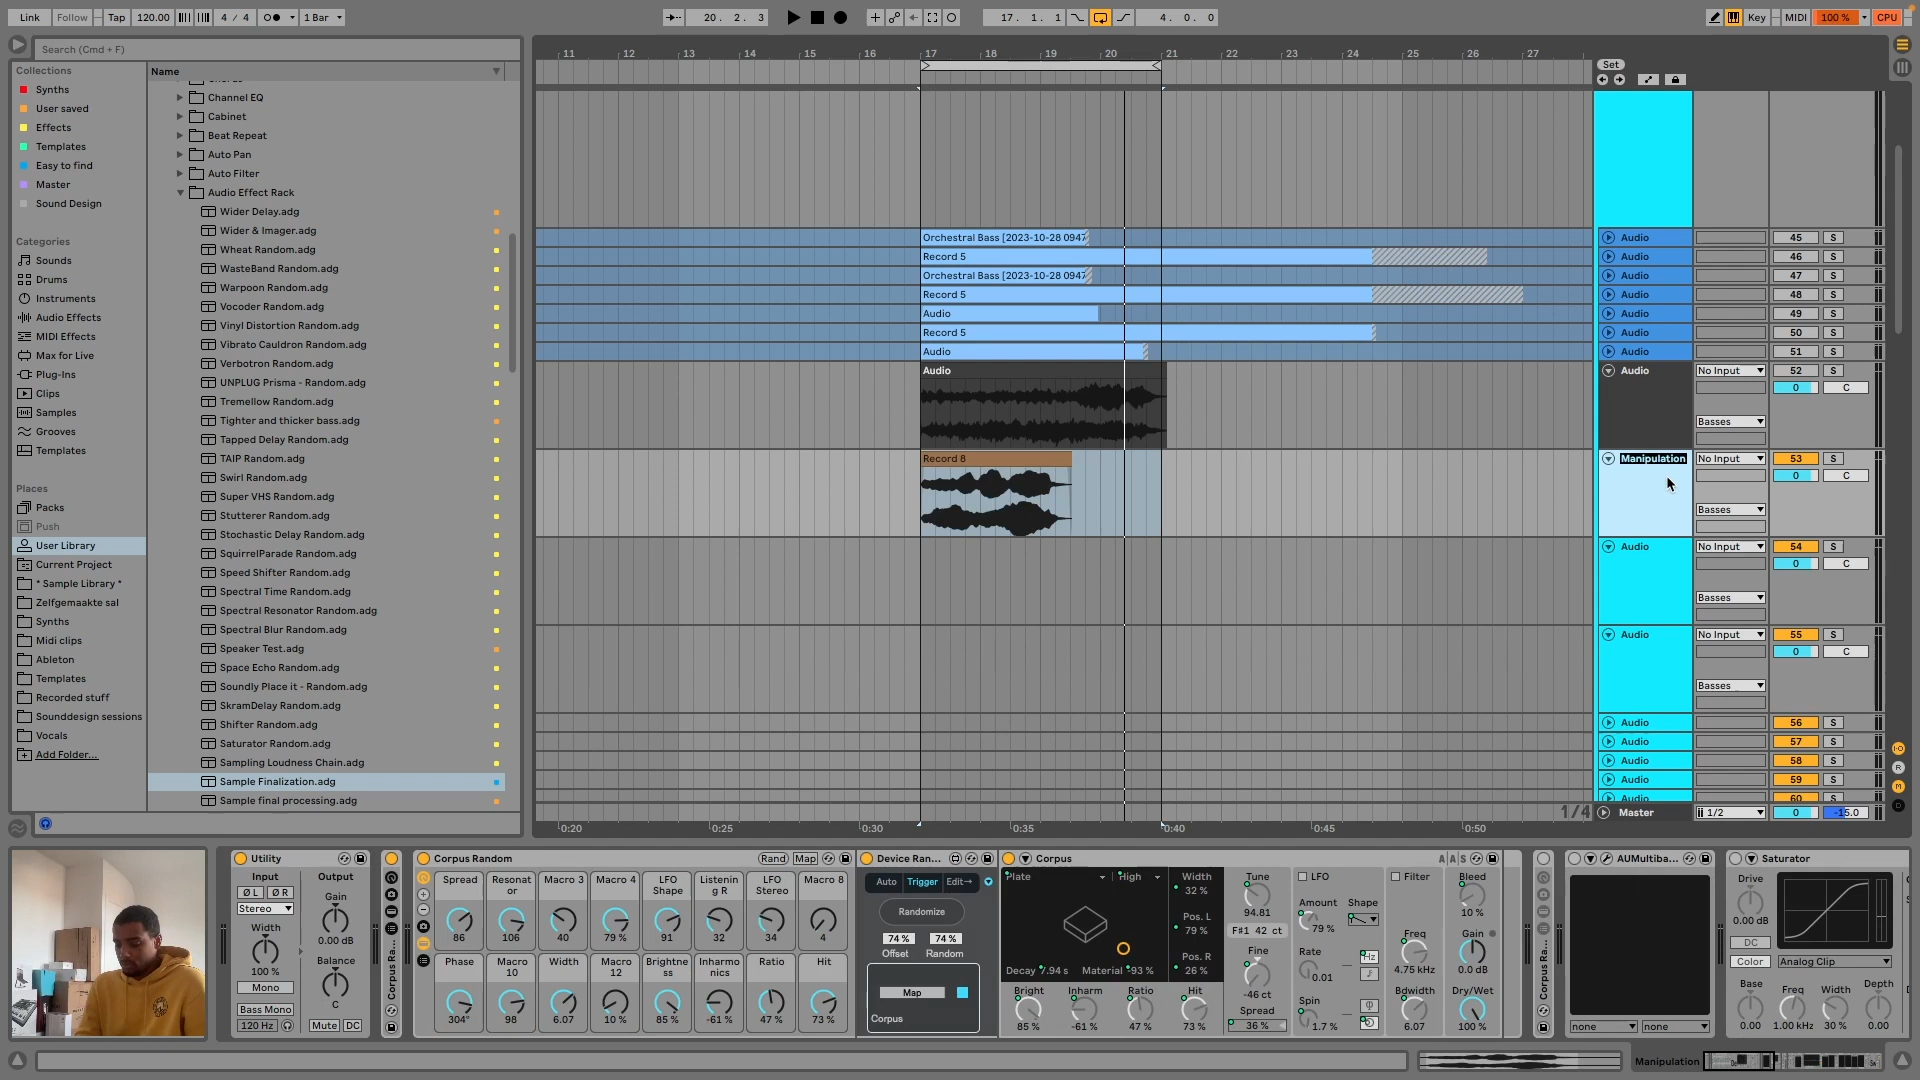 Link Follow Tap 120.00 4 / 4 1 Bar 20. 2. 3 17. 1. 1 4. 0. 0 Key MIDI 100 % CPU
Search (Cmd + F)
Collections
Synths
User saved
Effects
Templates
Easy to find
Master
Sound Design
Categories
Sounds
Drums
Instruments
Audio Effects
MIDI Effects
Max for Live
Plug-Ins
Clips
Samples
Grooves
Templates
Places
Packs
Push
User Library
Current Project
* Sample Library *
Zelfgemaakte sal
Synths
Midi clips
Ableton
Templates
Recorded stuff
Sounddesign sessions
Vocals
Add Folder...
Name
Channel EQ
Cabinet
Beat Repeat
Auto Pan
Auto Filter
Audio Effect Rack
Wider Delay.adg
Wider & Imager.adg
Wheat Random.adg
WasteBand Random.adg
Warpoon Random.adg
Vocoder Random.adg
Vinyl Distortion Random.adg
Vibrato Cauldron Random.adg
Verbotron Random.adg
UNPLUG Prisma - Random.adg
Tremellow Random.adg
Tighter and thicker bass.adg
Tapped Delay Random.adg
TAIP Random.adg
Swirl Random.adg
Super VHS Random.adg
Stutterer Random.adg
Stochastic Delay Random.adg
SquirrelParade Random.adg
Speed Shifter Random.adg
Spectral Time Random.adg
Spectral Resonator Random.adg
Spectral Blur Random.adg
Speaker Test.adg
Space Echo Random.adg
Soundly Place it - Random.adg
SkramDelay Random.adg
Shifter Random.adg
Saturator Random.adg
Sampling Loudness Chain.adg
Sample Finalization.adg
Sample final processing.adg
11 12 13 14 15 16 17 18 19 20 21 22 23 24 25 26 27
Set
Orchestral Bass [2023-10-28 0947 Audio 45 S
Record 5 Audio 46 S
Orchestral Bass [2023-10-28 0947 Audio 47 S
Record 5 Audio 48 S
Audio Audio 49 S
Record 5 Audio 50 S
Audio Audio 51 S
Audio Audio No Input 52 S
0 C
Basses
Record 8 Manipulation No Input 53 S
0 C
Basses
Audio No Input 54 S
0 C
Basses
Audio No Input 55 S
0 C
Basses
Audio 56 S
Audio 57 S
Audio 58 S
Audio 59 S
Audio 60 S
1/4 Master 1/2 0 -15.0
0:20 0:25 0:30 0:35 0:40 0:45 0:50
Utility
Input Output
Ø L Ø R Gain
Stereo
Width 0.00 dB
100 % Balance
Mono
Bass Mono C
120 Hz Mute DC
Corpus Ra...
Corpus Random Rand Map
Spread Resonator Macro 3 Macro 4 LFO Shape Listening R LFO Stereo Macro 8
86 106 40 79 % 91 32 34 4
Phase Macro 10 Width Macro 12 Brightness Inharmonics Ratio Hit
304° 98 6.07 10 % 85 % -61 % 47 % 73 %
Device Ran...
Auto Trigger Edit→
Randomize
74 % 74 %
Offset Random
Map
Corpus
Corpus A A S
Plate High Width 32 %
Pos. L 79 %
Pos. R 26 %
Decay 7.94 s Material 93 %
Bright Inharm Ratio Hit
85 % -61 % 47 % 73 %
Tune
94.81
F#1 42 ct
Fine
-46 ct
Spread
36 %
LFO
Amount Shape
79 %
Rate Hz
0.01
Spin
1.7 %
Filter
Freq
4.75 kHz
Bdwidth
6.07
Bleed
10 %
Gain
0.0 dB
Dry/Wet
100 %
Corpus Ra...
AUMultiba...
none none
Saturator
Drive
0.00 dB
DC
Color Analog Clip
Base Freq Width Depth
0.00 1.00 kHz 30 % 0.00
Manipulation